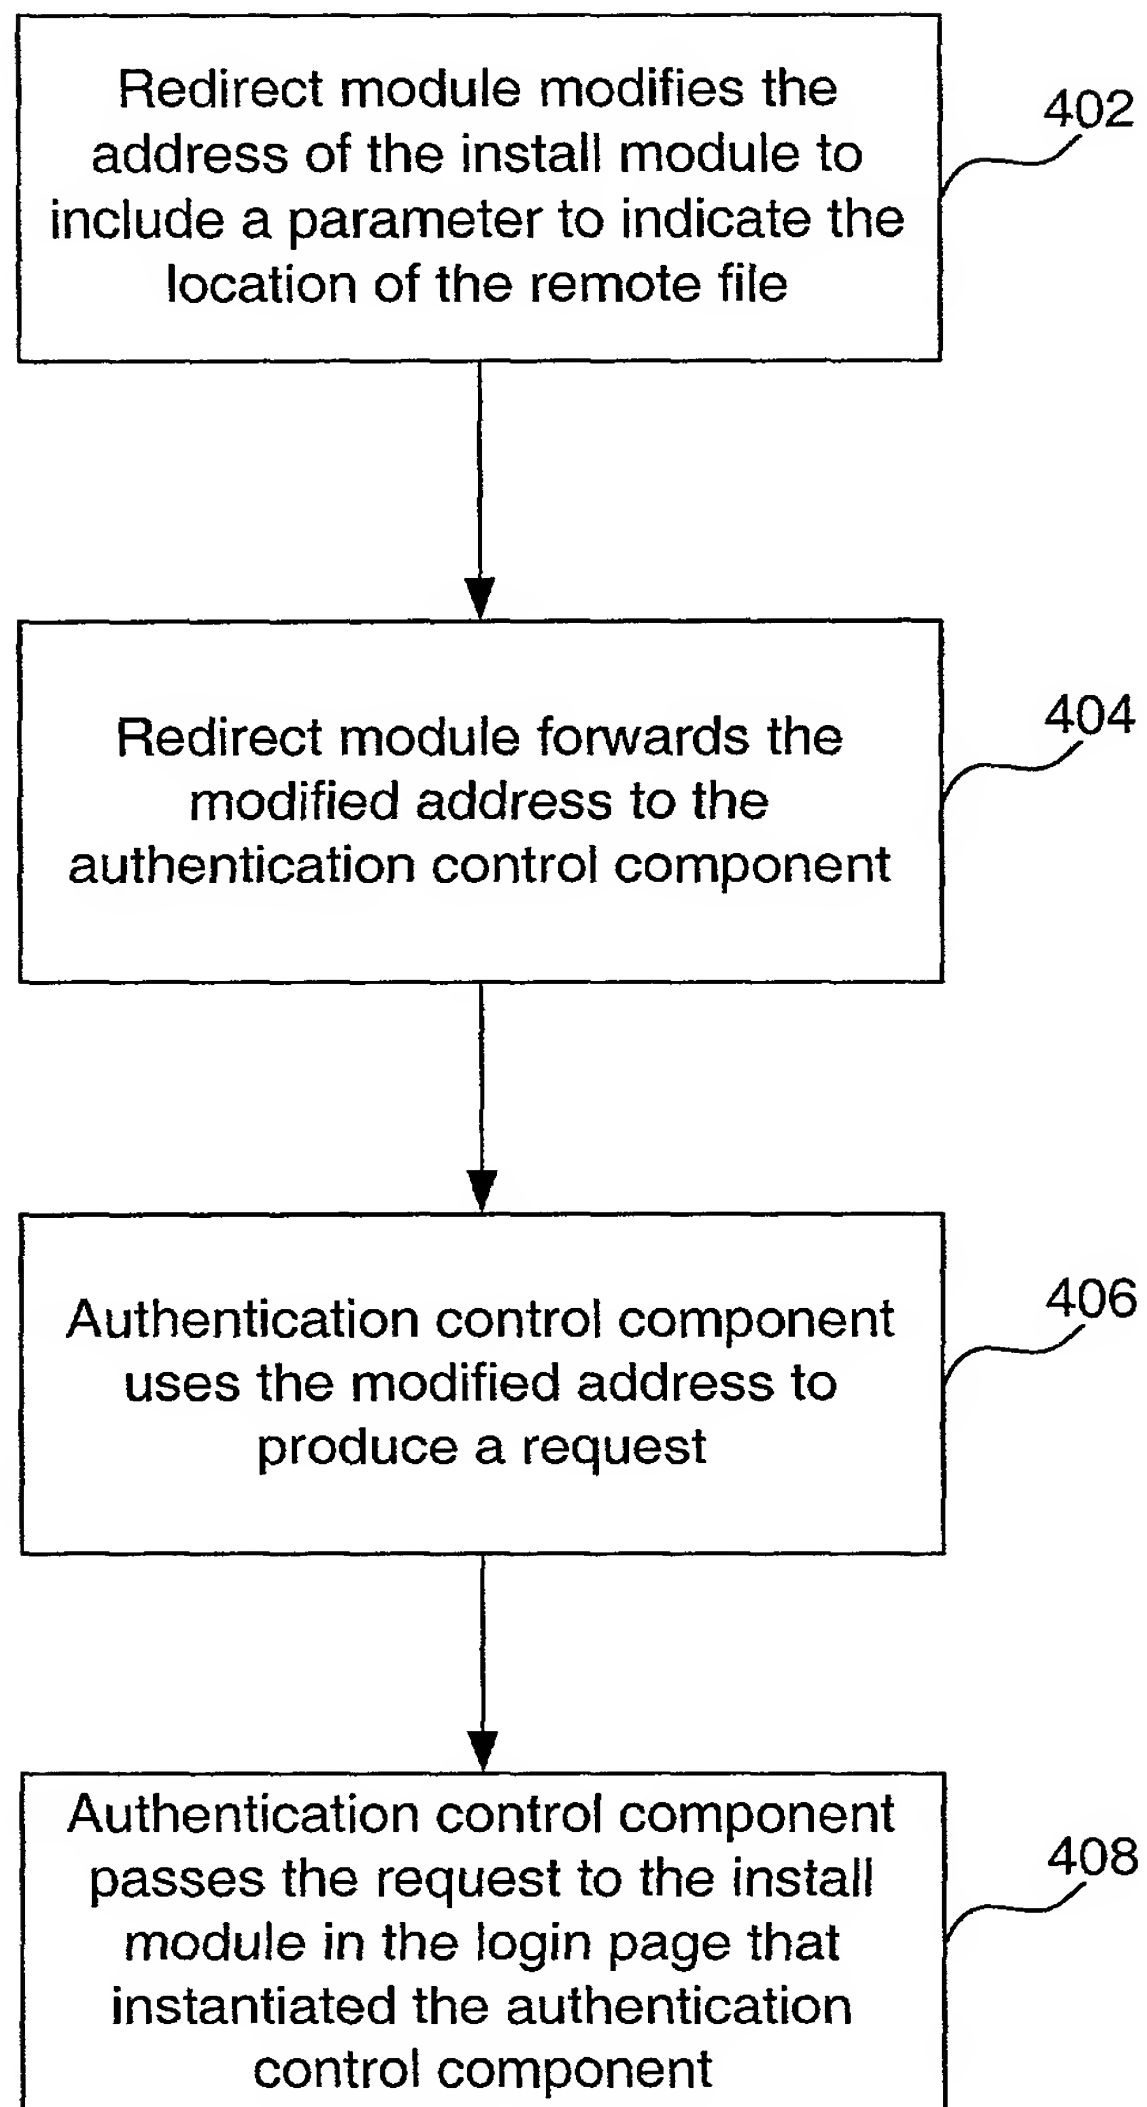 Redirect module modifies the
address of the install module to
include a parameter to indicate the
location of the remote file
402
Redirect module forwards the
modified address to the
authentication control component
404
Authentication control component
uses the modified address to
produce a request
406
Authentication control component
passes the request to the install
module in the login page that
instantiated the authentication
control component
408